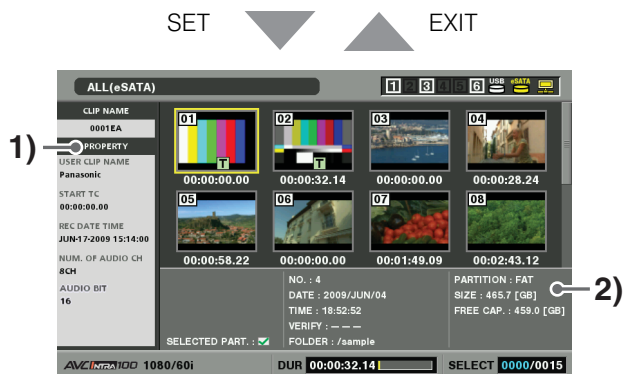 SET EXIT
ALL(eSATA) 1 2 3 4 5 6 USB eSATA
CLIP NAME
0001EA
1) PROPERTY
USER CLIP NAME
Panasonic
START TC
00:00:00.00
REC DATE TIME
JUN-17-2009 15:14:00
NUM. OF AUDIO CH
8CH
AUDIO BIT
16
01 02 03 04
T T
00:00:00.00 00:00:32.14 00:00:00.00 00:00:28.24
05 06 07 08
00:00:58.22 00:00:00.00 00:01:49.09 00:02:43.12
SELECTED PART. :
NO. : 4
DATE : 2009/JUN/04
TIME : 18:52:52
VERIFY : – – –
FOLDER : /sample
PARTITION : FAT
SIZE : 465.7 [GB] 2)
FREE CAP. : 459.0 [GB]
AVC INTRA 100 1080/60i DUR 00:00:32.14 SELECT 0000/0015